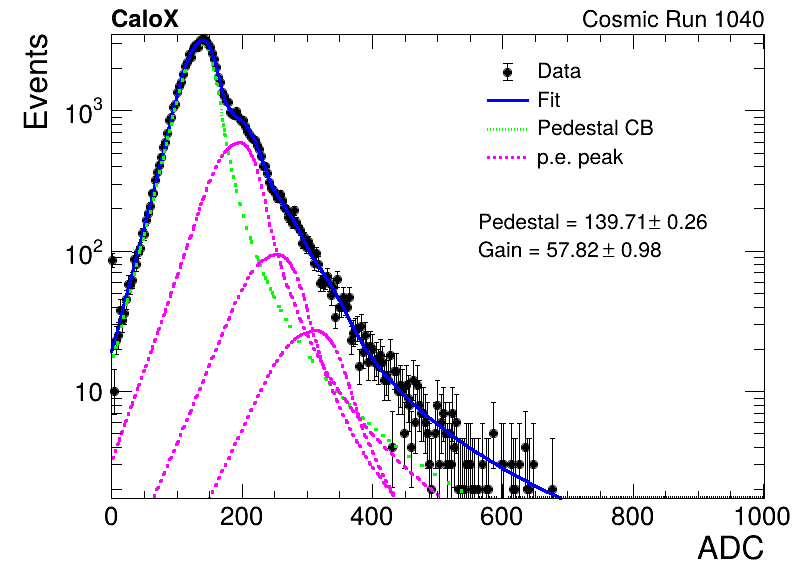 CaloX Cosmic Run 1040
Events
Data
Fit
Pedestal CB
p.e. peak
Pedestal = 139.71± 0.26
Gain = 57.82 ± 0.98
10³
10²
10
0 200 400 600 800 1000
ADC